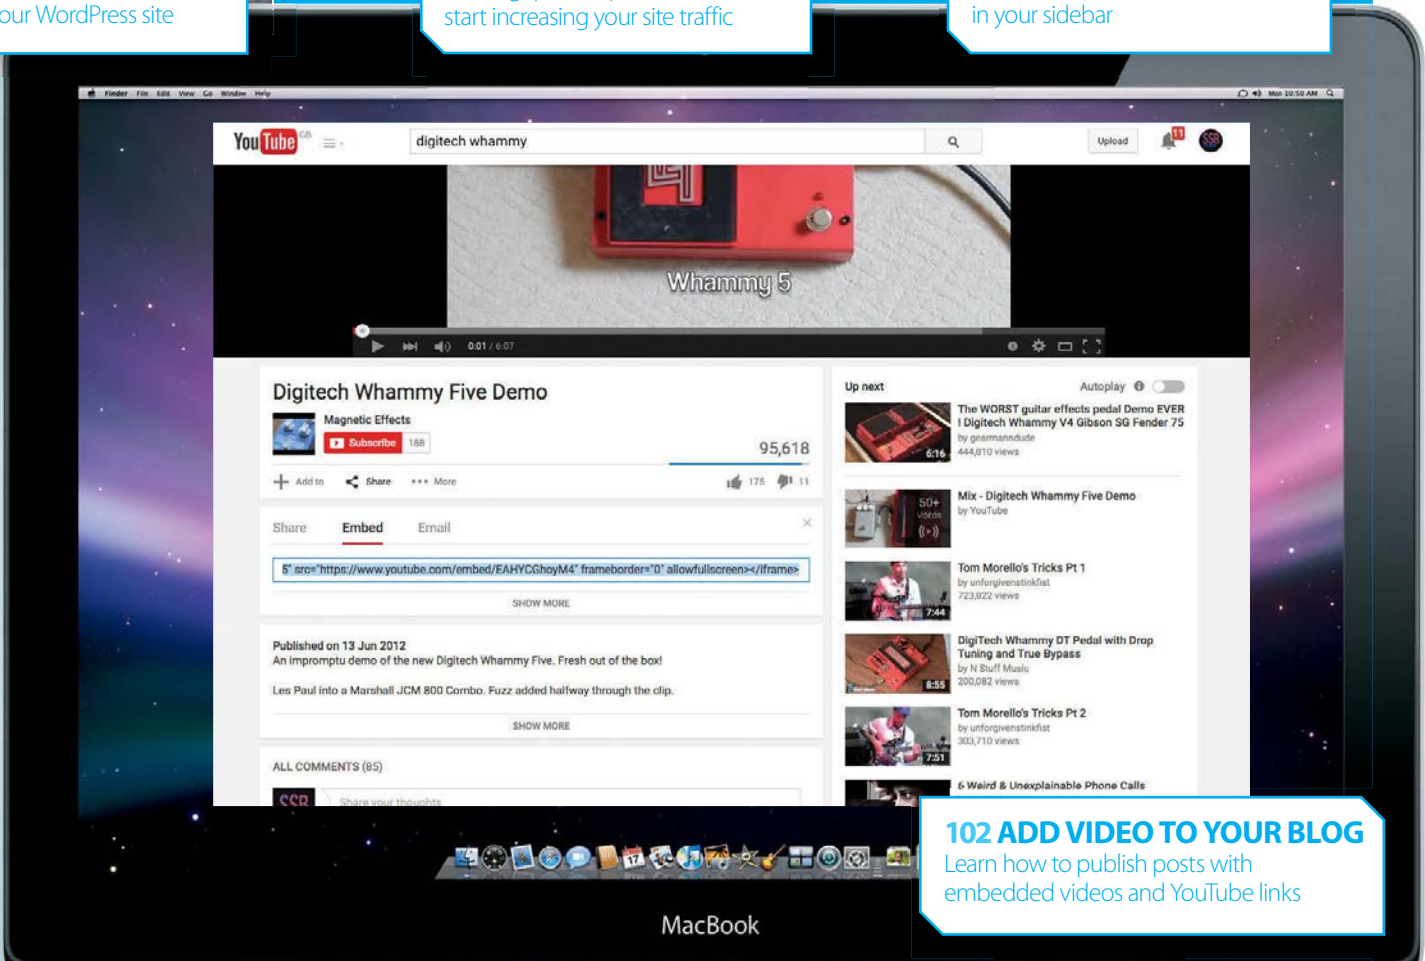 our WordPress site
start increasing your site traffic
in your sidebar
Finder File Edit View Go Window Help
Mon 10:50 AM
YouTube GB
digitech whammy
Upload
11
SSB
Whammy 5
0:01 / 6:07
Digitech Whammy Five Demo
Magnetic Effects
Subscribe 188
95,618
Add to Share More
175 11
Share Embed Email
5" src="https://www.youtube.com/embed/EAHYCGhoyM4" frameborder="0" allowfullscreen></iframe>
SHOW MORE
Published on 13 Jun 2012
An impromptu demo of the new Digitech Whammy Five. Fresh out of the box!
Les Paul into a Marshall JCM 800 Combo. Fuzz added halfway through the clip.
SHOW MORE
ALL COMMENTS (85)
SSB
Share your thoughts
Up next
Autoplay
The WORST guitar effects pedal Demo EVER
! Digitech Whammy V4 Gibson SG Fender 75
by gearmanndude
444,810 views
6:16
Mix - Digitech Whammy Five Demo
by YouTube
50+
VIDEOS
Tom Morello's Tricks Pt 1
by unforgivenstinkfist
723,822 views
7:44
DigiTech Whammy DT Pedal with Drop
Tuning and True Bypass
by N Stuff Music
200,082 views
8:55
Tom Morello's Tricks Pt 2
by unforgivenstinkfist
303,710 views
7:51
6 Weird & Unexplainable Phone Calls
17
102 ADD VIDEO TO YOUR BLOG
Learn how to publish posts with
embedded videos and YouTube links
MacBook